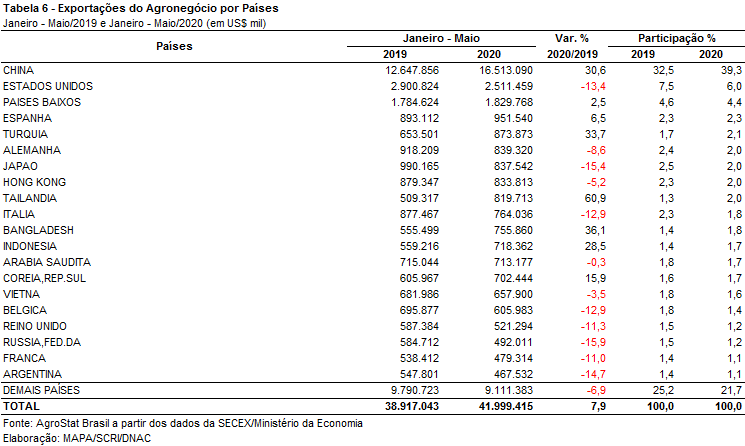 Tabela 6 - Exportações do Agronegócio por Países
Janeiro - Maio/2019 e Janeiro - Maio/2020 (em US$ mil)
Países Janeiro - Maio Var. % Participação %
2019 2020 2020/2019 2019 2020
CHINA 12.647.856 16.513.090 30,6 32,5 39,3
ESTADOS UNIDOS 2.900.824 2.511.459 -13,4 7,5 6,0
PAISES BAIXOS 1.784.624 1.829.768 2,5 4,6 4,4
ESPANHA 893.112 951.540 6,5 2,3 2,3
TURQUIA 653.501 873.873 33,7 1,7 2,1
ALEMANHA 918.209 839.320 -8,6 2,4 2,0
JAPAO 990.165 837.542 -15,4 2,5 2,0
HONG KONG 879.347 833.813 -5,2 2,3 2,0
TAILANDIA 509.317 819.713 60,9 1,3 2,0
ITALIA 877.467 764.036 -12,9 2,3 1,8
BANGLADESH 555.499 755.860 36,1 1,4 1,8
INDONESIA 559.216 718.362 28,5 1,4 1,7
ARABIA SAUDITA 715.044 713.177 -0,3 1,8 1,7
COREIA,REP.SUL 605.967 702.444 15,9 1,6 1,7
VIETNA 681.986 657.900 -3,5 1,8 1,6
BELGICA 695.877 605.983 -12,9 1,8 1,4
REINO UNIDO 587.384 521.294 -11,3 1,5 1,2
RUSSIA,FED.DA 584.712 492.011 -15,9 1,5 1,2
FRANCA 538.412 479.314 -11,0 1,4 1,1
ARGENTINA 547.801 467.532 -14,7 1,4 1,1
DEMAIS PAÍSES 9.790.723 9.111.383 -6,9 25,2 21,7
TOTAL 38.917.043 41.999.415 7,9 100,0 100,0
Fonte: AgroStat Brasil a partir dos dados da SECEX/Ministério da Economia
Elaboração: MAPA/SCRI/DNAC